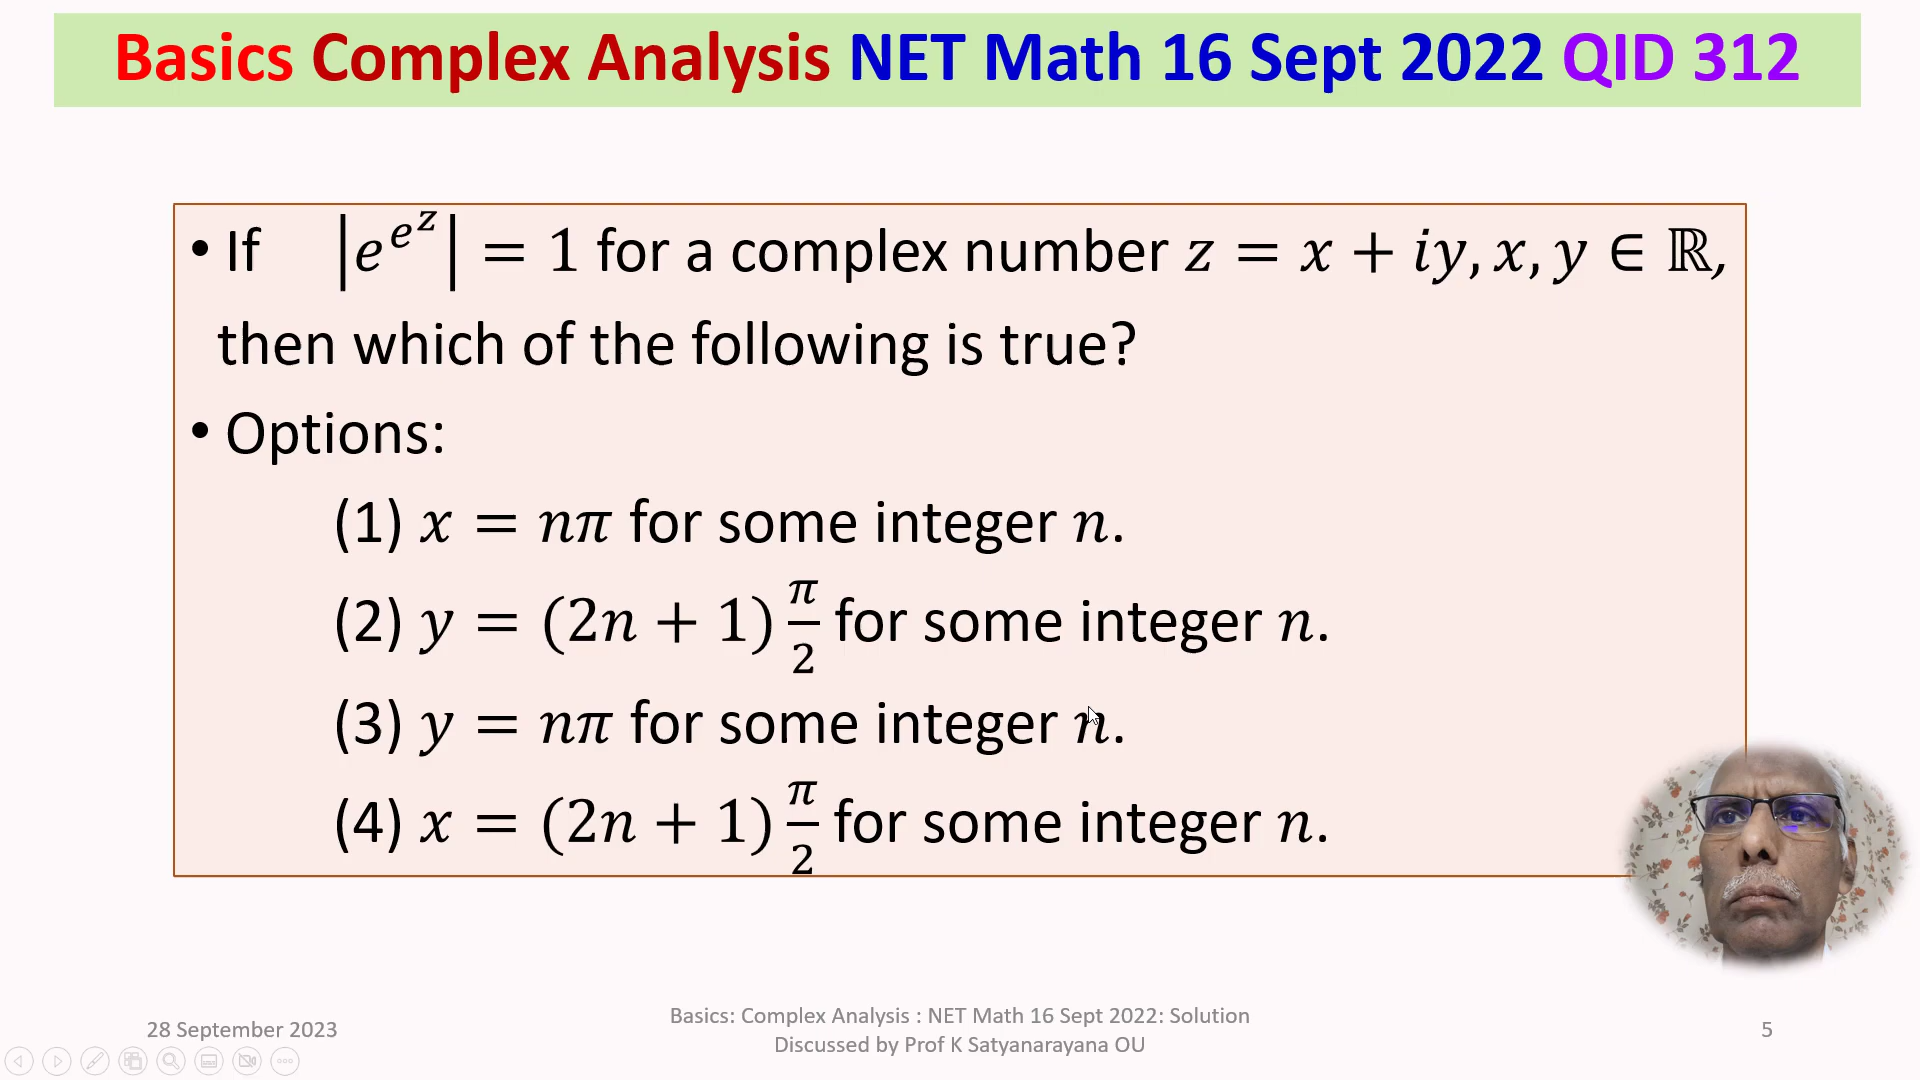 Basics Complex Analysis NET Math 16 Sept 2022 QID 312
• If |e^{e^z}| = 1 for a complex number z = x + iy, x, y ∈ ℝ,
then which of the following is true?
• Options:
(1) x = nπ for some integer n.
(2) y = (2n + 1) π/2 for some integer n.
(3) y = nπ for some integer n.
(4) x = (2n + 1) π/2 for some integer n.
28 September 2023
Basics: Complex Analysis : NET Math 16 Sept 2022: Solution
Discussed by Prof K Satyanarayana OU
5